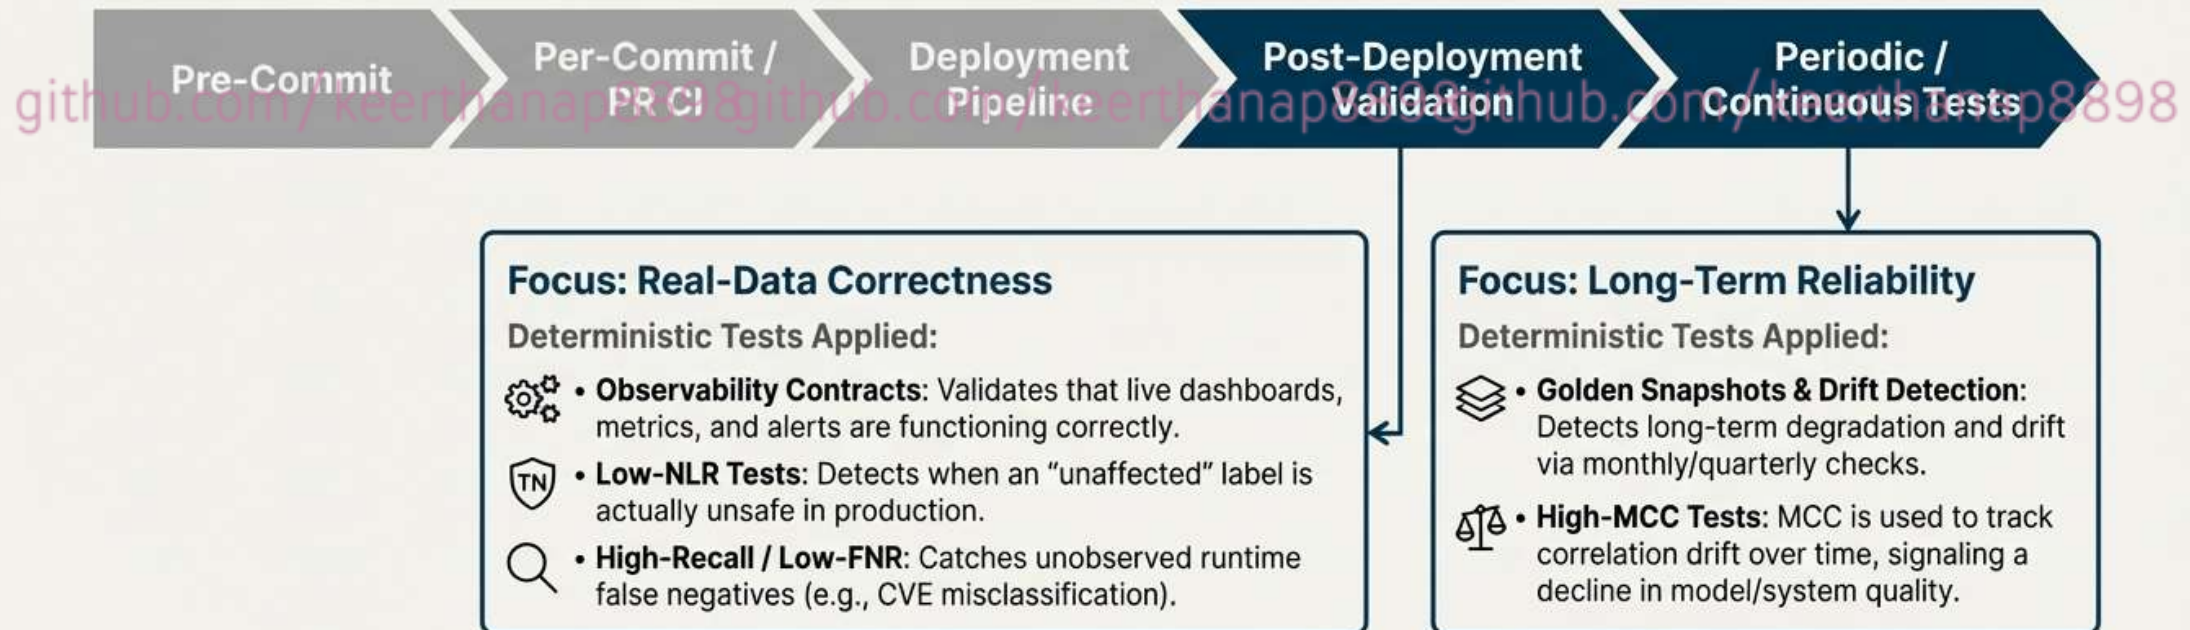 Pre-Commit
Per-Commit /
PR CI
Deployment
Pipeline
Post-Deployment
Validation
Periodic /
Continuous Tests
github.com/keerthanap8898github.com/keerthanap8898github.com/keerthanap8898
Focus: Real-Data Correctness
Deterministic Tests Applied:
• Observability Contracts: Validates that live dashboards,
metrics, and alerts are functioning correctly.
TN
• Low-NLR Tests: Detects when an “unaffected” label is
actually unsafe in production.
• High-Recall / Low-FNR: Catches unobserved runtime
false negatives (e.g., CVE misclassification).
Focus: Long-Term Reliability
Deterministic Tests Applied:
• Golden Snapshots & Drift Detection:
Detects long-term degradation and drift
via monthly/quarterly checks.
• High-MCC Tests: MCC is used to track
correlation drift over time, signaling a
decline in model/system quality.